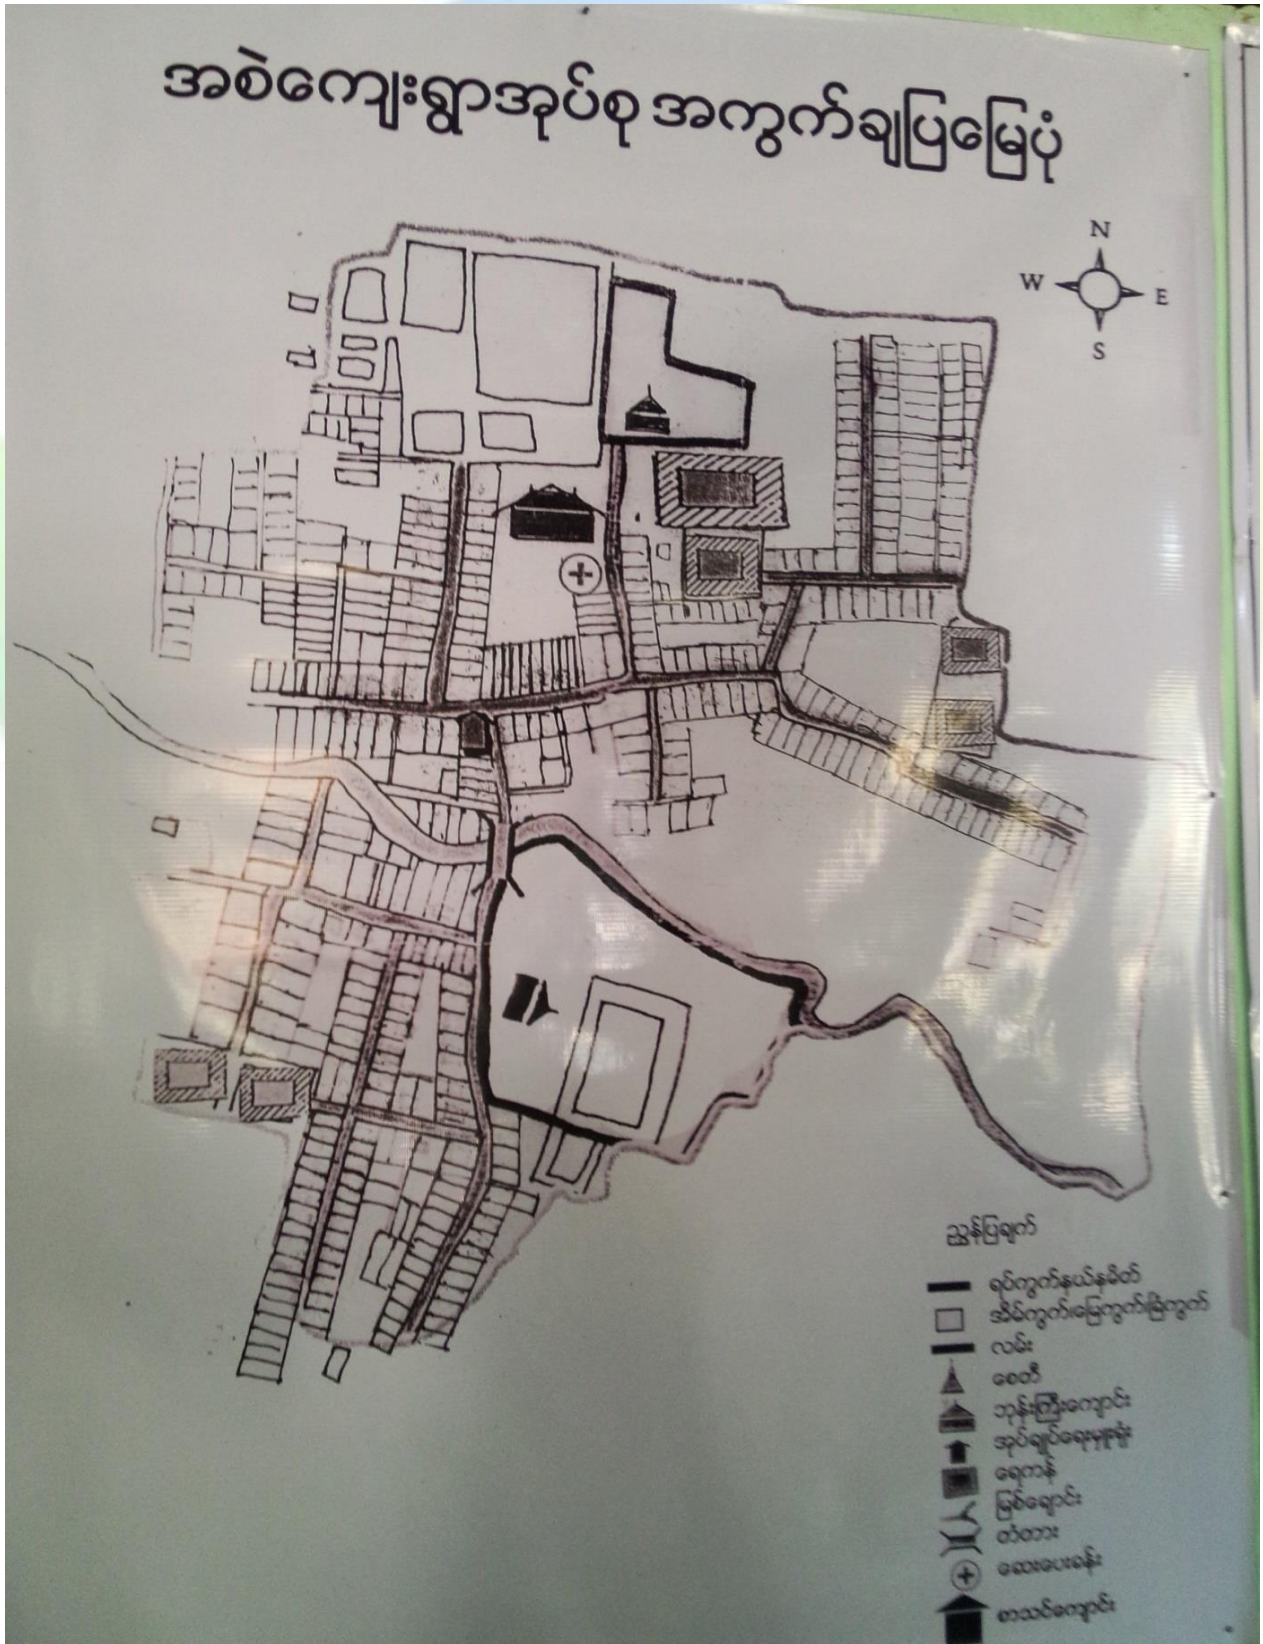 အစဲကျေးရွာအုပ်စု အကွက်ချပြမြေပုံ
N
W E
S
ညွှန်ပြချက်
ရပ်ကွက်နယ်နမိတ်
အိမ်ကွက်၊မြေကွက်၊ခြံကွက်
လမ်း
စေတီ
ဘုန်းကြီးကျောင်း
အုပ်ချုပ်ရေးမှူးရုံး
ရေကန်
မြစ်ချောင်း
တံတား
ဆေးပေးခန်း
စာသင်ကျောင်း